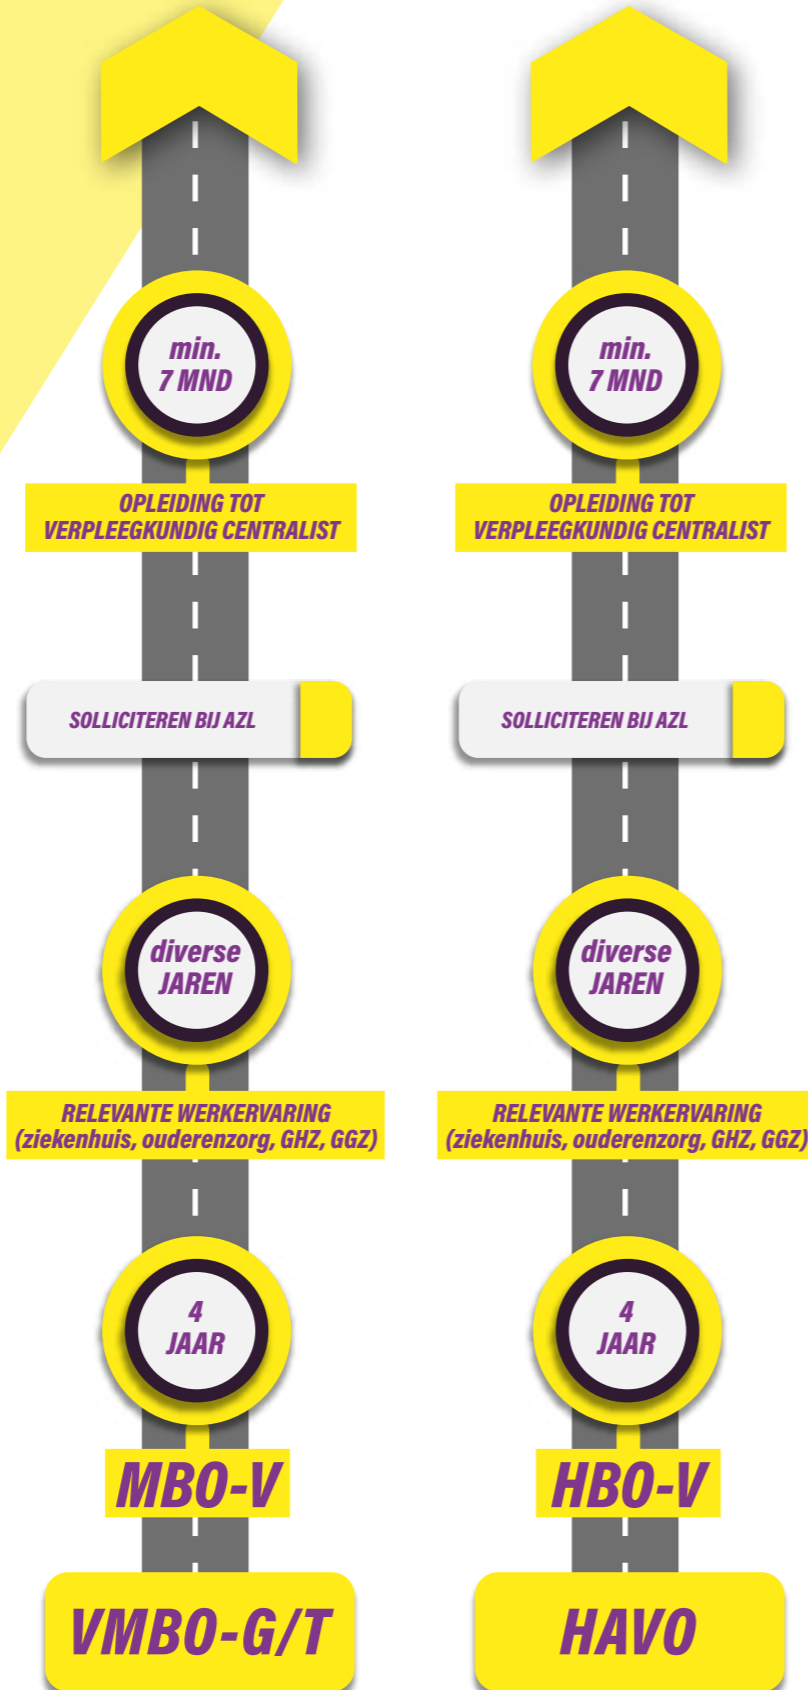 min.
7 MND
OPLEIDING TOT
VERPLEEGKUNDIG CENTRALIST
SOLLICITEREN BIJ AZL
diverse
JAREN
RELEVANTE WERKERVARING
(ziekenhuis, ouderenzorg, GHZ, GGZ)
4
JAAR
MBO-V
VMBO-G/T
min.
7 MND
OPLEIDING TOT
VERPLEEGKUNDIG CENTRALIST
SOLLICITEREN BIJ AZL
diverse
JAREN
RELEVANTE WERKERVARING
(ziekenhuis, ouderenzorg, GHZ, GGZ)
4
JAAR
HBO-V
HAVO